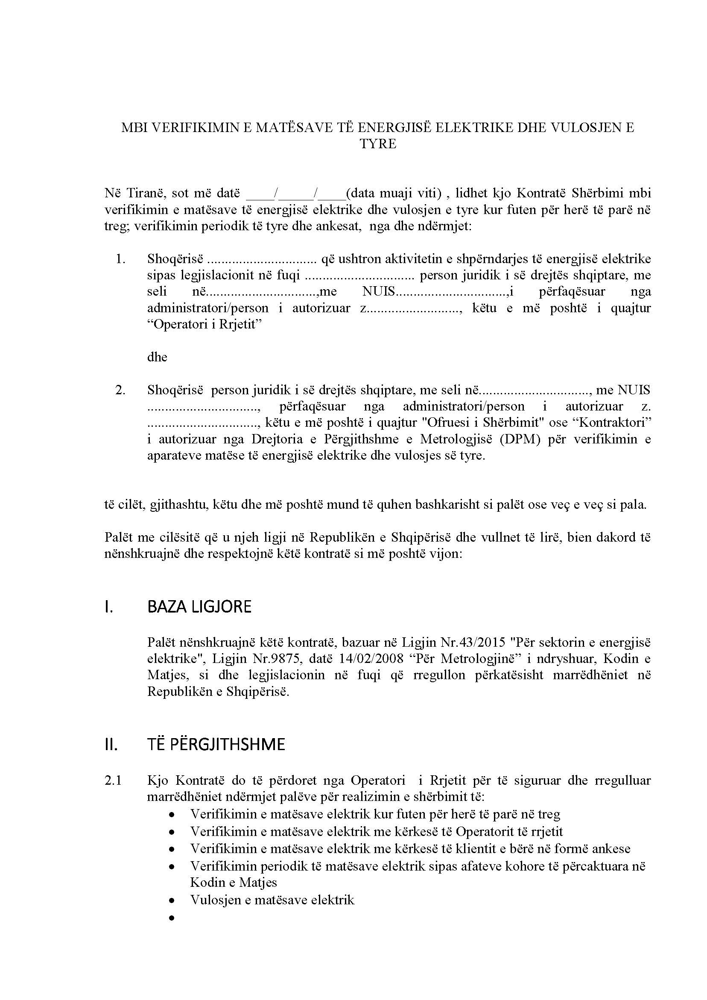 MBI VERIFIKIMIN E MATËSAVE TË ENERGJISË ELEKTRIKE DHE VULOSJEN E
TYRE
Në Tiranë, sot më datë ____/_____/____(data muaji viti) , lidhet kjo Kontratë Shërbimi mbi
verifikimin e matësave të energjisë elektrike dhe vulosjen e tyre kur futen për herë të parë në
treg; verifikimin periodik të tyre dhe ankesat,  nga dhe ndërmjet:
1. Shoqërisë ............................... që ushtron aktivitetin e shpërndarjes të energjisë elektrike
sipas legjislacionit në fuqi ............................... person juridik i së drejtës shqiptare, me
seli në...............................,me NUIS...............................,i përfaqësuar nga
administratori/person i autorizuar z.........................., këtu e më poshtë i quajtur
“Operatori i Rrjetit”
dhe
2. Shoqërisë  person juridik i së drejtës shqiptare, me seli në..............................., me NUIS
..............................., përfaqësuar nga administratori/person i autorizuar z.
..............................., këtu e më poshtë i quajtur "Ofruesi i Shërbimit" ose “Kontraktori”
i autorizuar nga Drejtoria e Përgjithshme e Metrologjisë (DPM) për verifikimin e
aparateve matëse të energjisë elektrike dhe vulosjes së tyre.
të cilët, gjithashtu, këtu dhe më poshtë mund të quhen bashkarisht si palët ose veç e veç si pala.
Palët me cilësitë që u njeh ligji në Republikën e Shqipërisë dhe vullnet të lirë, bien dakord të
nënshkruajnë dhe respektojnë këtë kontratë si më poshtë vijon:
I. BAZA LIGJORE
Palët nënshkruajnë këtë kontratë, bazuar në Ligjin Nr.43/2015 "Për sektorin e energjisë
elektrike", Ligjin Nr.9875, datë 14/02/2008 “Për Metrologjinë” i ndryshuar, Kodin e
Matjes, si dhe legjislacionin në fuqi që rregullon përkatësisht marrëdhëniet në
Republikën e Shqipërisë.
II. TË PËRGJITHSHME
2.1 Kjo Kontratë do të përdoret nga Operatori  i Rrjetit për të siguruar dhe rregulluar
marrëdhëniet ndërmjet palëve për realizimin e shërbimit të:
• Verifikimin e matësave elektrik kur futen për herë të parë në treg
• Verifikimin e matësave elektrik me kërkesë të Operatorit të rrjetit
• Verifikimin e matësave elektrik me kërkesë të klientit e bërë në formë ankese
• Verifikimin periodik të matësave elektrik sipas afateve kohore të përcaktuara në
Kodin e Matjes
• Vulosjen e matësave elektrik
•